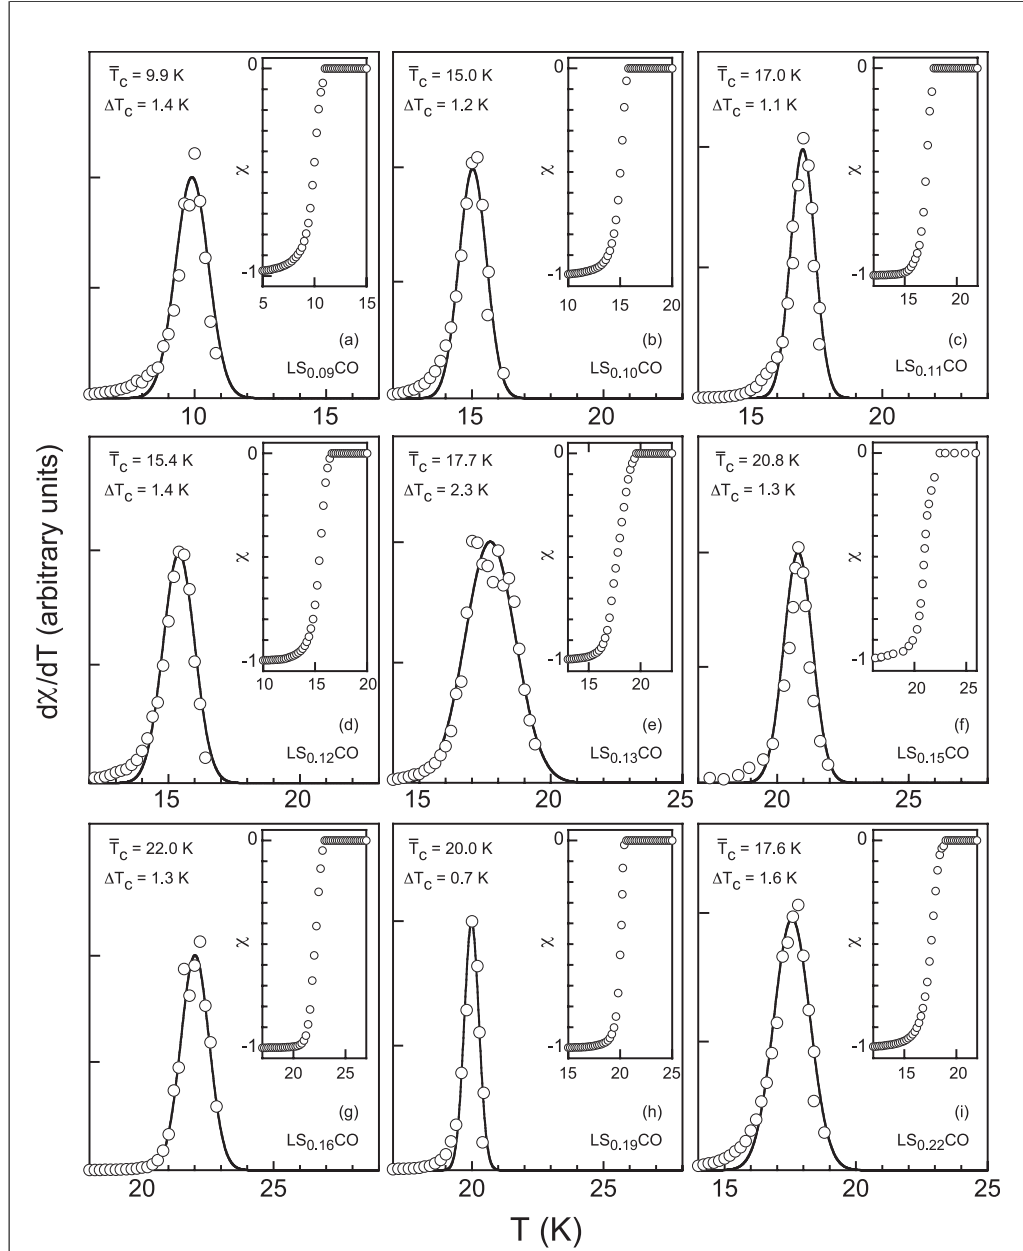 T̅c = 9.9 K
ΔTc = 1.4 K
0
χ
-1
5 10 15
(a)
LS0.09CO
10 15
T̅c = 15.0 K
ΔTc = 1.2 K
0
χ
-1
10 15 20
(b)
LS0.10CO
15 20
T̅c = 17.0 K
ΔTc = 1.1 K
0
χ
-1
15 20
(c)
LS0.11CO
15 20
dχ/dT (arbitrary units)
T̅c = 15.4 K
ΔTc = 1.4 K
0
χ
-1
10 15 20
(d)
LS0.12CO
15 20
T̅c = 17.7 K
ΔTc = 2.3 K
0
χ
-1
15 20
(e)
LS0.13CO
15 20 25
T̅c = 20.8 K
ΔTc = 1.3 K
0
χ
-1
20 25
(f)
LS0.15CO
20 25
T̅c = 22.0 K
ΔTc = 1.3 K
0
χ
-1
20 25
(g)
LS0.16CO
20 25
T̅c = 20.0 K
ΔTc = 0.7 K
0
χ
-1
15 20 25
(h)
LS0.19CO
20 25
T̅c = 17.6 K
ΔTc = 1.6 K
0
χ
-1
15 20
(i)
LS0.22CO
15 20 25
T (K)